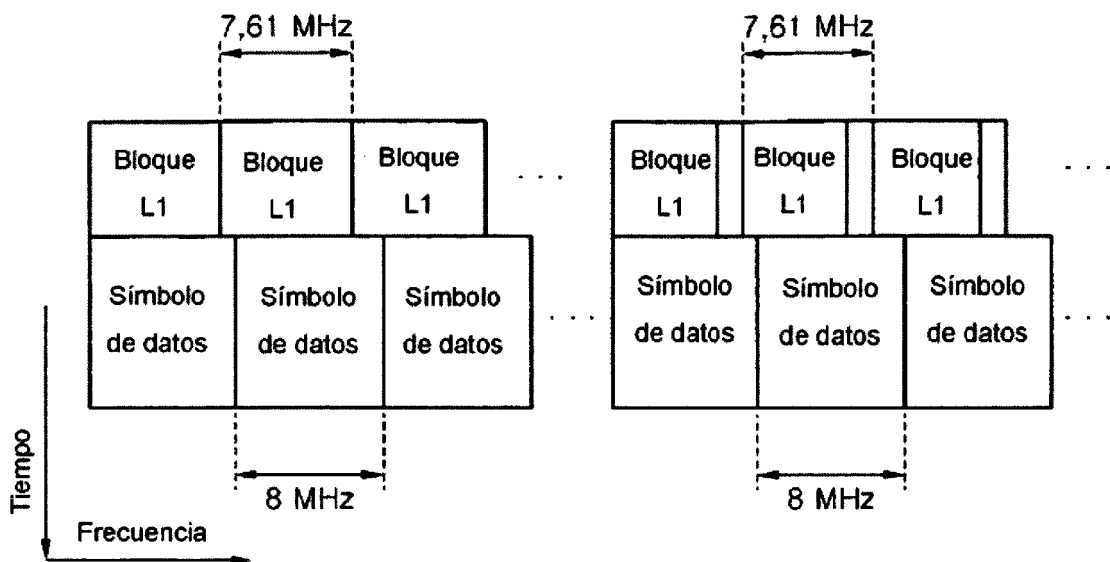 7,61 MHz
7,61 MHz
Bloque
L1
Bloque
L1
Bloque
L1
. . .
Bloque
L1
Bloque
L1
Bloque
L1
. . .
Símbolo
de datos
Símbolo
de datos
Símbolo
de datos
. . .
Símbolo
de datos
Símbolo
de datos
Símbolo
de datos
. . .
8 MHz
8 MHz
Tiempo
Frecuencia